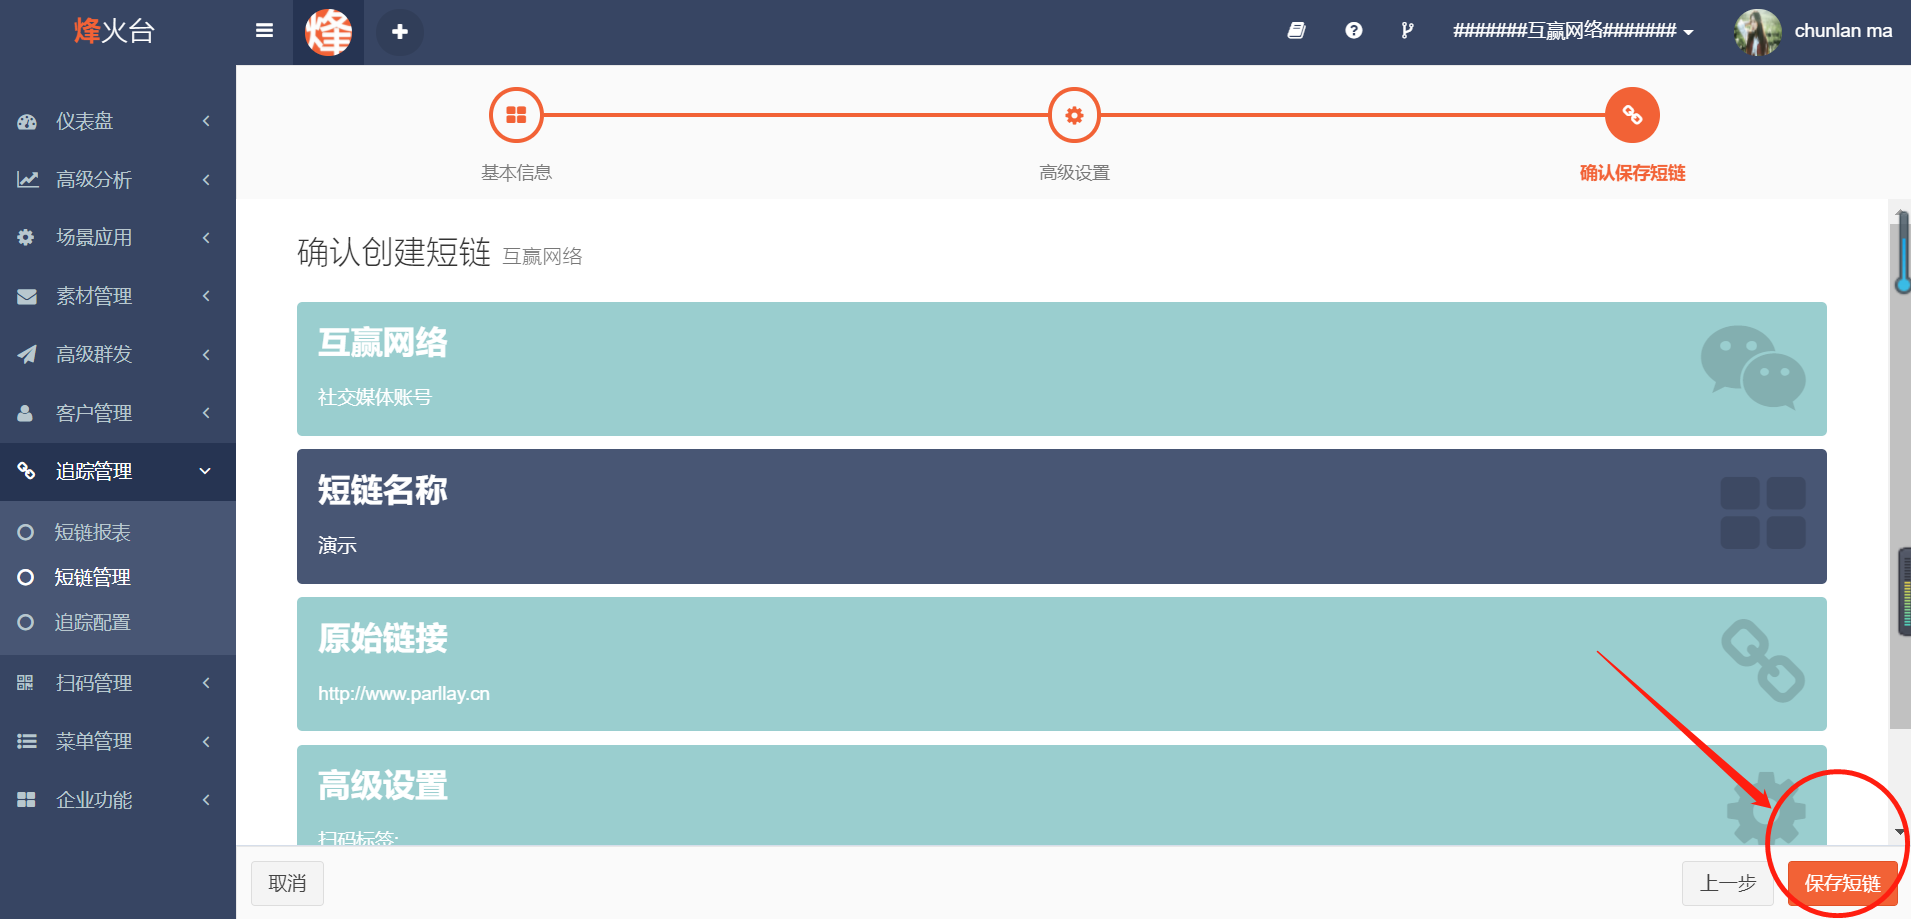 烽火台
烽
#######互赢网络#######
chunlan ma
仪表盘
高级分析
场景应用
素材管理
高级群发
客户管理
追踪管理
短链报表
短链管理
追踪配置
扫码管理
菜单管理
企业功能
基本信息
高级设置
确认保存短链
确认创建短链 互赢网络
互赢网络
社交媒体账号
短链名称
演示
原始链接
http://www.parllay.cn
高级设置
扫码标签:
取消
上一步
保存短链